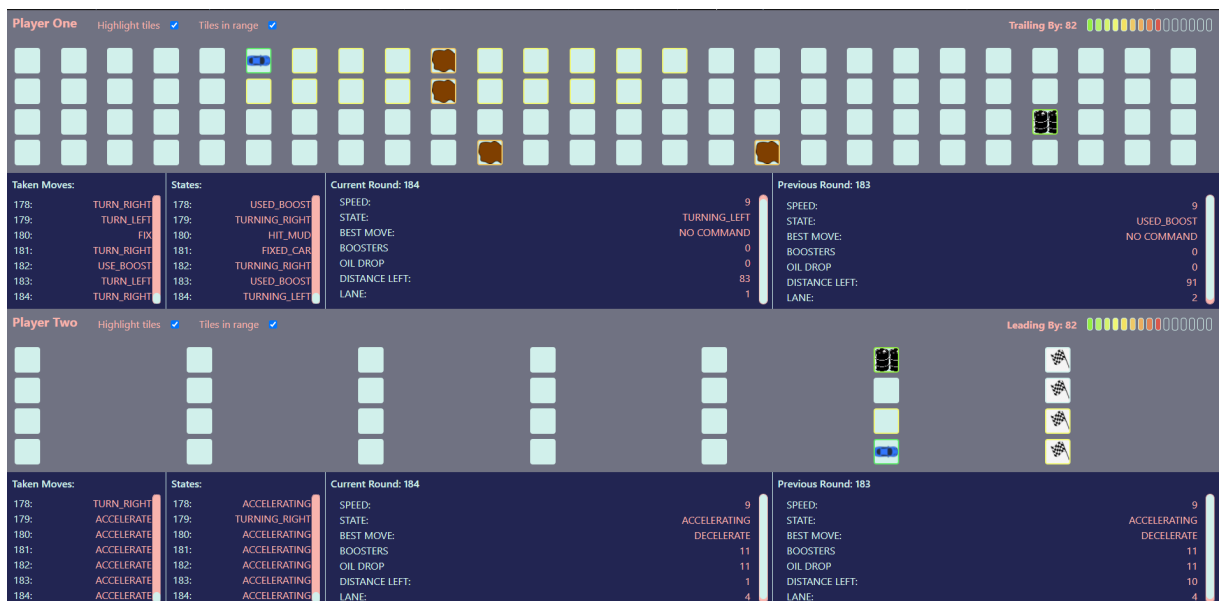 Player One Highlight tiles Tiles in range Trailing By: 82
Taken Moves: States: Current Round: 184 Previous Round: 183
178: TURN_RIGHT 178: USED_BOOST SPEED: 9 SPEED: 9
179: TURN_LEFT 179: TURNING_RIGHT STATE: TURNING_LEFT STATE: USED_BOOST
180: FIX 180: HIT_MUD BEST MOVE: NO COMMAND BEST MOVE: NO COMMAND
181: TURN_RIGHT 181: FIXED_CAR BOOSTERS 0 BOOSTERS 0
182: USE_BOOST 182: TURNING_RIGHT OIL DROP 0 OIL DROP 0
183: TURN_LEFT 183: USED_BOOST DISTANCE LEFT: 83 DISTANCE LEFT: 91
184: TURN_RIGHT 184: TURNING_LEFT LANE: 1 LANE: 2
Player Two Highlight tiles Tiles in range Leading By: 82
Taken Moves: States: Current Round: 184 Previous Round: 183
178: TURN_RIGHT 178: ACCELERATING SPEED: 9 SPEED: 9
179: ACCELERATE 179: TURNING_RIGHT STATE: ACCELERATING STATE: ACCELERATING
180: ACCELERATE 180: ACCELERATING BEST MOVE: DECELERATE BEST MOVE: DECELERATE
181: ACCELERATE 181: ACCELERATING BOOSTERS 11 BOOSTERS 11
182: ACCELERATE 182: ACCELERATING OIL DROP 11 OIL DROP 11
183: ACCELERATE 183: ACCELERATING DISTANCE LEFT: 1 DISTANCE LEFT: 10
184: ACCELERATE 184: ACCELERATING LANE: 4 LANE: 4